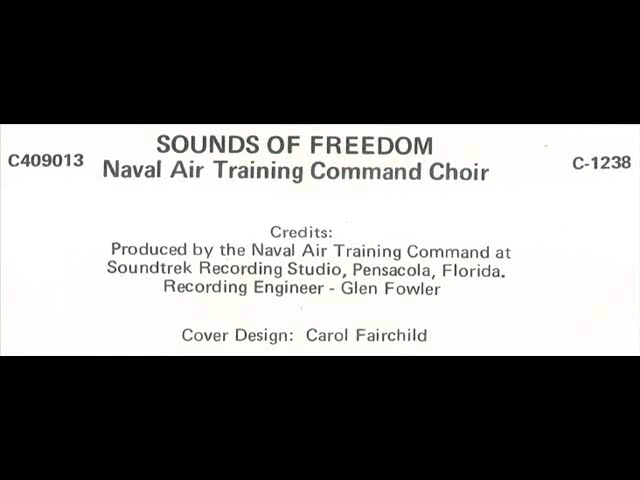 C409013
SOUNDS OF FREEDOM
C-1238
Naval Air Training Command Choir
Credits:
Produced by the Naval Air Training Command at
Soundtrek Recording Studio, Pensacola, Florida.
Recording Engineer - Glen Fowler
Cover Design: Carol Fairchild